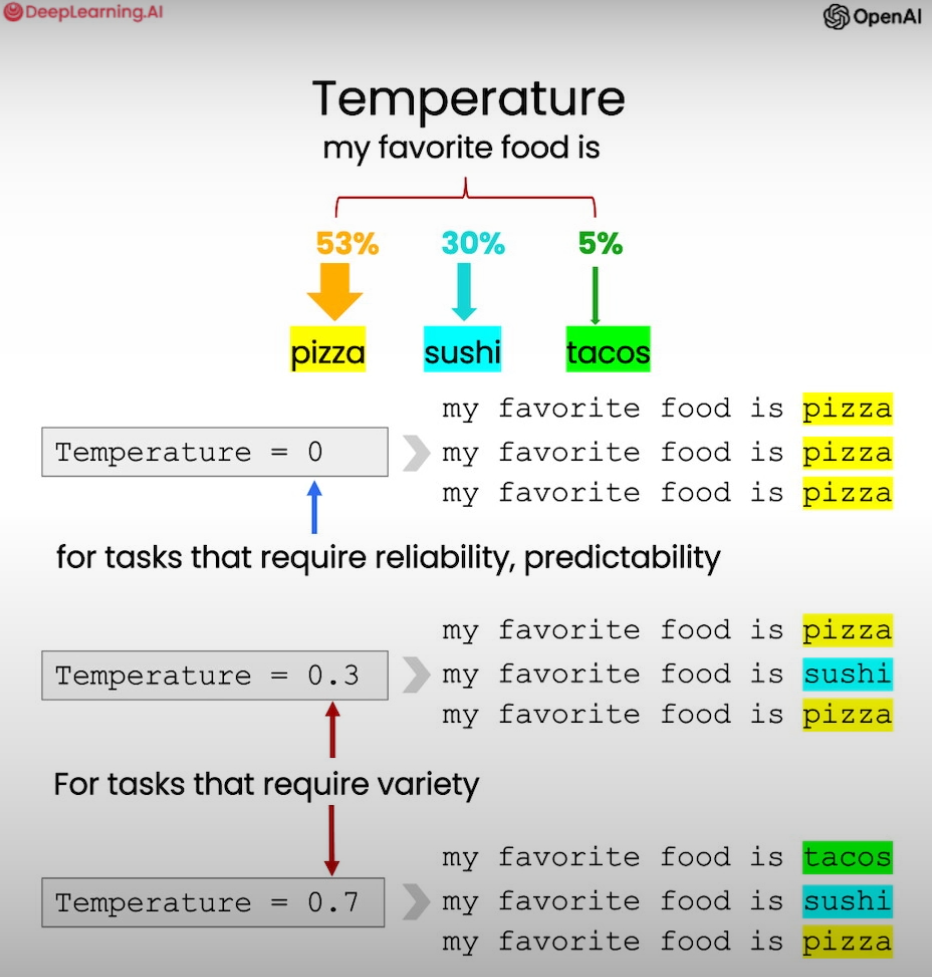 DeepLearning.AI
OpenAI
Temperature
my favorite food is
53% 30% 5%
pizza sushi tacos
my favorite food is pizza
Temperature = 0 my favorite food is pizza
my favorite food is pizza
for tasks that require reliability, predictability
my favorite food is pizza
Temperature = 0.3 my favorite food is sushi
my favorite food is pizza
For tasks that require variety
my favorite food is tacos
Temperature = 0.7 my favorite food is sushi
my favorite food is pizza